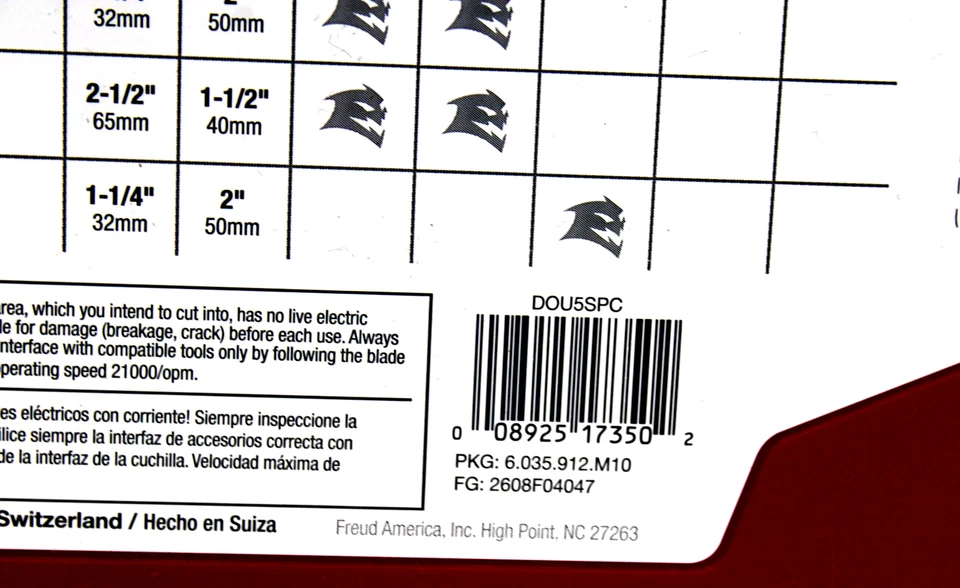 32mm 50mm
2-1/2" 1-1/2"
65mm 40mm
1-1/4" 2"
32mm 50mm
DOU5SPC
rea, which you intend to cut into, has no live electric
le for damage (breakage, crack) before each use. Always
nterface with compatible tools only by following the blade
perating speed 21000/opm.
es eléctricos con corriente! Siempre inspeccione la
ilice siempre la interfaz de accesorios correcta con
de la interfaz de la cuchilla. Velocidad máxima de
0 08925 17350 2
PKG: 6.035.912.M10
FG: 2608F04047
Switzerland / Hecho en Suiza
Freud America, Inc. High Point, NC 27263